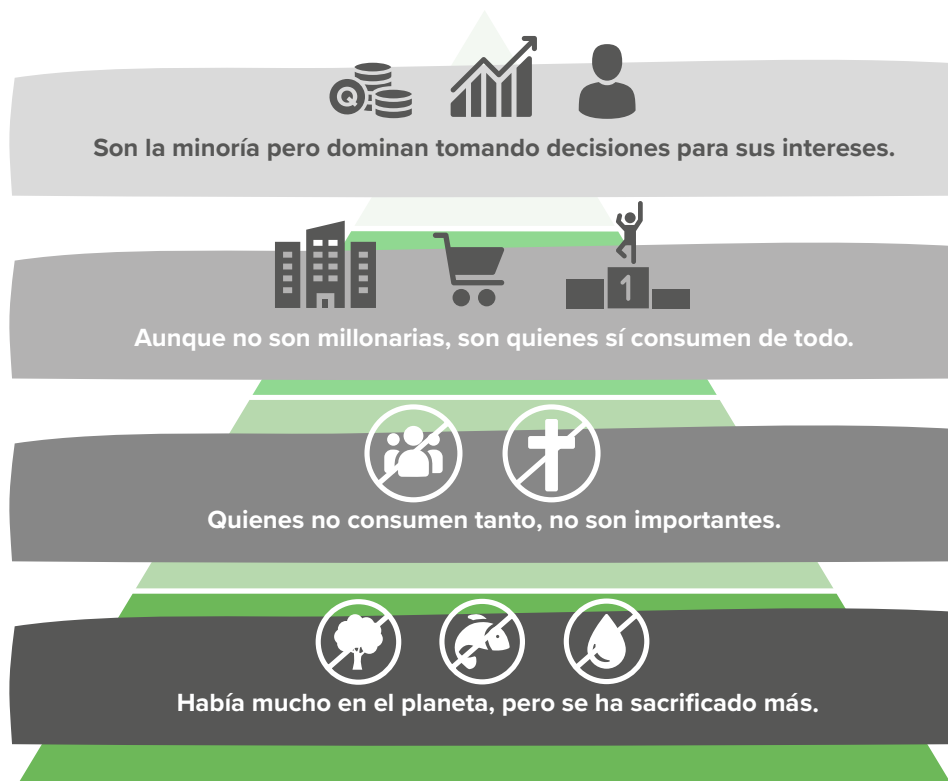 Q
Son la minoría pero dominan tomando decisiones para sus intereses.
1
Aunque no son millonarias, son quienes sí consumen de todo.
Quienes no consumen tanto, no son importantes.
Había mucho en el planeta, pero se ha sacrificado más.